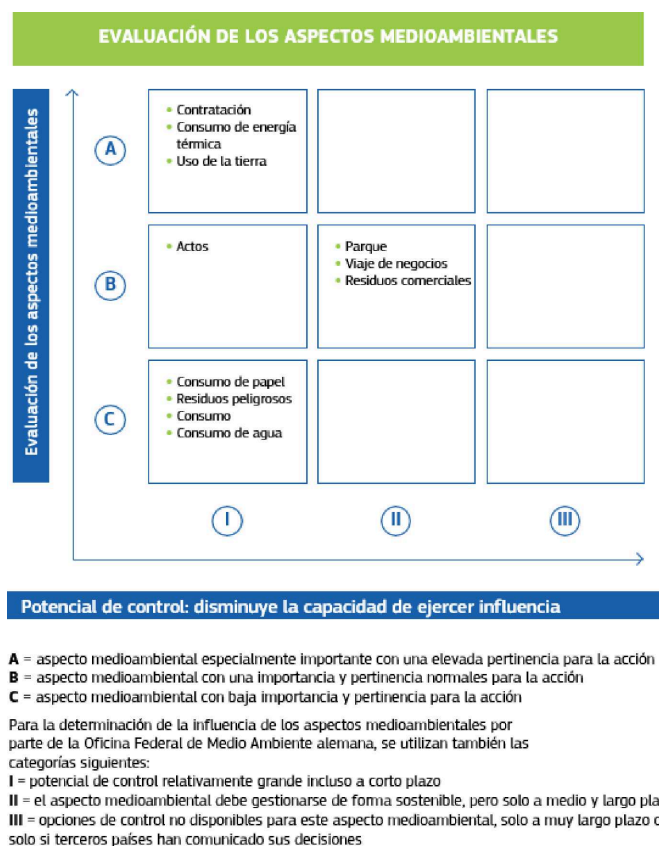 EVALUACIÓN DE LOS ASPECTOS MEDIOAMBIENTALES
Evaluación de los aspectos medioambientales
A
• Contratación
• Consumo de energía
térmica
• Uso de la tierra
B
• Actos
• Parque
• Viaje de negocios
• Residuos comerciales
C
• Consumo de papel
• Residuos peligrosos
• Consumo
• Consumo de agua
I
II
III
Potencial de control: disminuye la capacidad de ejercer influencia
A = aspecto medioambiental especialmente importante con una elevada pertinencia para la acción
B = aspecto medioambiental con una importancia y pertinencia normales para la acción
C = aspecto medioambiental con baja importancia y pertinencia para la acción
Para la determinación de la influencia de los aspectos medioambientales por
parte de la Oficina Federal de Medio Ambiente alemana, se utilizan también las
categorías siguientes:
I = potencial de control relativamente grande incluso a corto plazo
II = el aspecto medioambiental debe gestionarse de forma sostenible, pero solo a medio y largo pla
III = opciones de control no disponibles para este aspecto medioambiental, solo a muy largo plazo o
solo si terceros países han comunicado sus decisiones